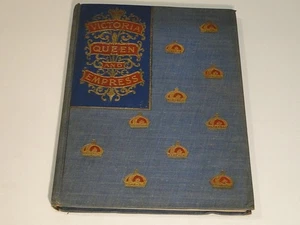 VICTORIA
QUEEN
AND
EMPRESS